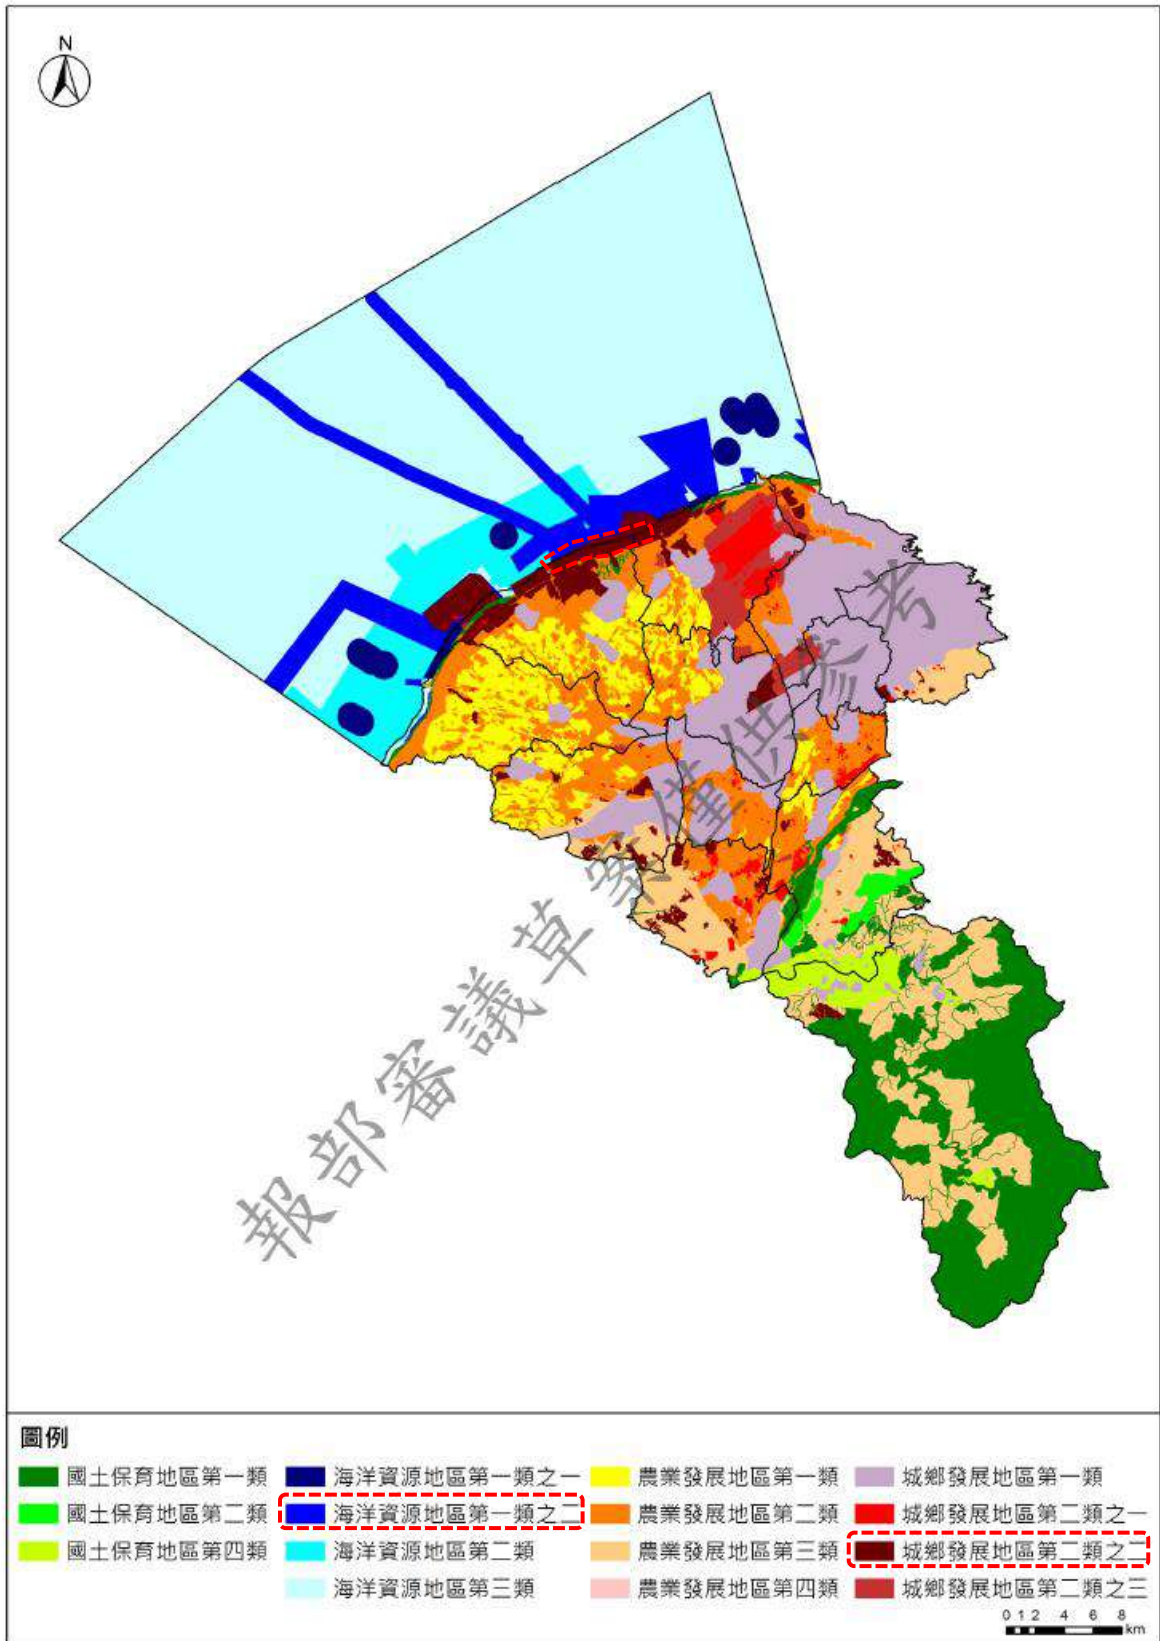 N
報部審議草案僅供參考
圖例
國土保育地區第一類 海洋資源地區第一類之一 農業發展地區第一類 城鄉發展地區第一類
國土保育地區第二類 海洋資源地區第一類之二 農業發展地區第二類 城鄉發展地區第二類之一
國土保育地區第四類 海洋資源地區第二類 農業發展地區第三類 城鄉發展地區第二類之二
海洋資源地區第三類 農業發展地區第四類 城鄉發展地區第二類之三
0 1 2 4 6 8
km